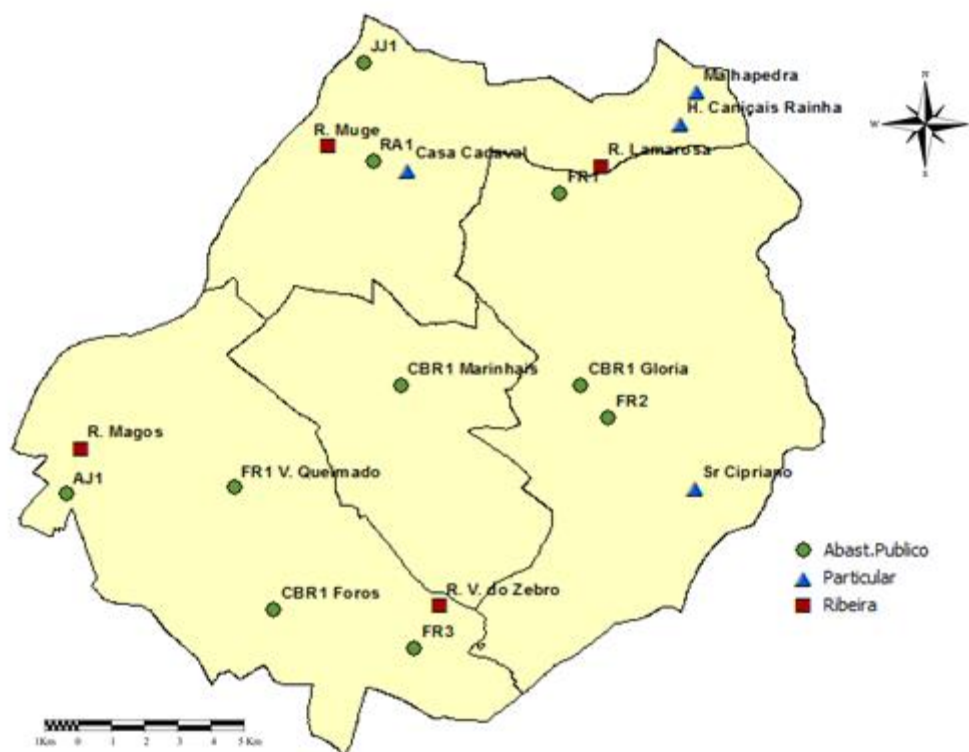 JJ1
Malhapedra
N
H. Caniçais Rainha
R. Muge
W
E
RA1
Casa Cadaval
R. Lamarosa
S
FR1
CBR1 Marinhais
CBR1 Gloria
FR2
R. Magos
FR1 V. Queimado
Sr Cipriano
AJ1
Abast.Publico
Particular
R. V. do Zebro
CBR1 Foros
Ribeira
FR3
1Km 0 1 2 3 4 5 Km